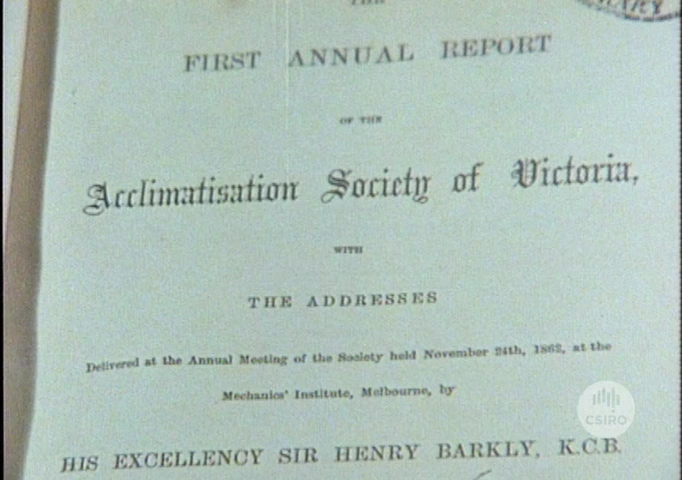 THE
FIRST ANNUAL REPORT
OF THE
Acclimatisation Society of Victoria,
WITH
THE ADDRESSES
Delivered at the Annual Meeting of the Society held November 24th, 1862, at the
Mechanics' Institute, Melbourne, by
HIS EXCELLENCY SIR HENRY BARKLY, K.C.B.
CSIRO